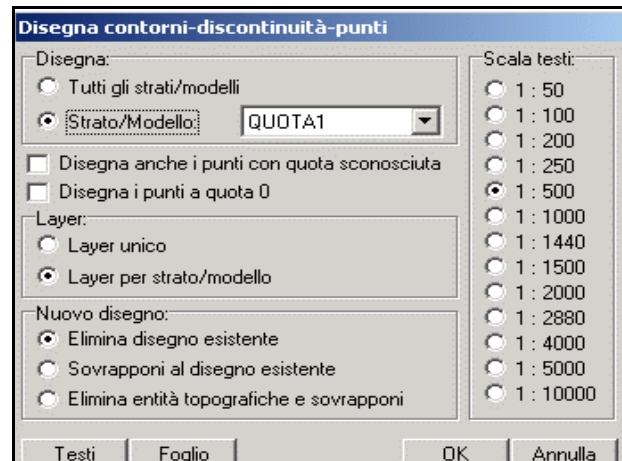 Disegna contorni-discontinuità-punti
Disegna:
Tutti gli strati/modelli
Strato/Modello:
QUOTA1
Disegna anche i punti con quota sconosciuta
Disegna i punti a quota 0
Layer:
Layer unico
Layer per strato/modello
Nuovo disegno:
Elimina disegno esistente
Sovrapponi al disegno esistente
Elimina entità topografiche e sovrapponi
Scala testi:
1 : 50
1 : 100
1 : 200
1 : 250
1 : 500
1 : 1000
1 : 1440
1 : 1500
1 : 2000
1 : 2880
1 : 4000
1 : 5000
1 : 10000
Testi
Foglio
OK
Annulla